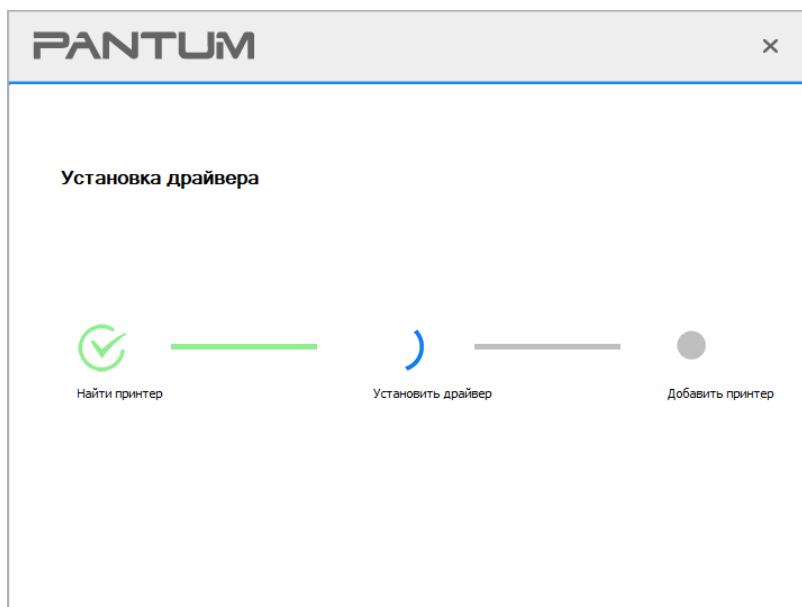 PANTUM
Установка драйвера
Найти принтер
Установить драйвер
Добавить принтер